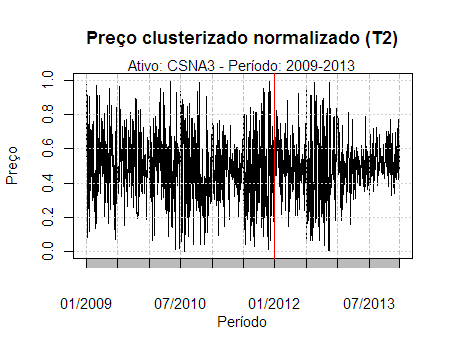 Preço clusterizado normalizado (T2)
Ativo: CSNA3 - Período: 2009-2013
Preço
1.0
0.8
0.6
0.4
0.2
0.0
01/2009 07/2010 01/2012 07/2013
Período